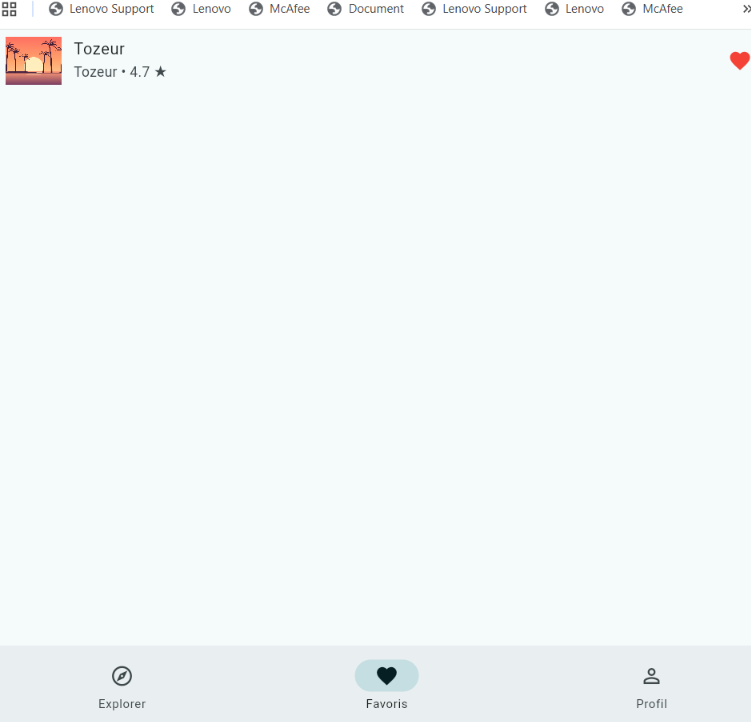 Lenovo Support Lenovo McAfee Document Lenovo Support Lenovo McAfee »
Tozeur
Tozeur • 4.7 ★
Explorer Favoris Profil